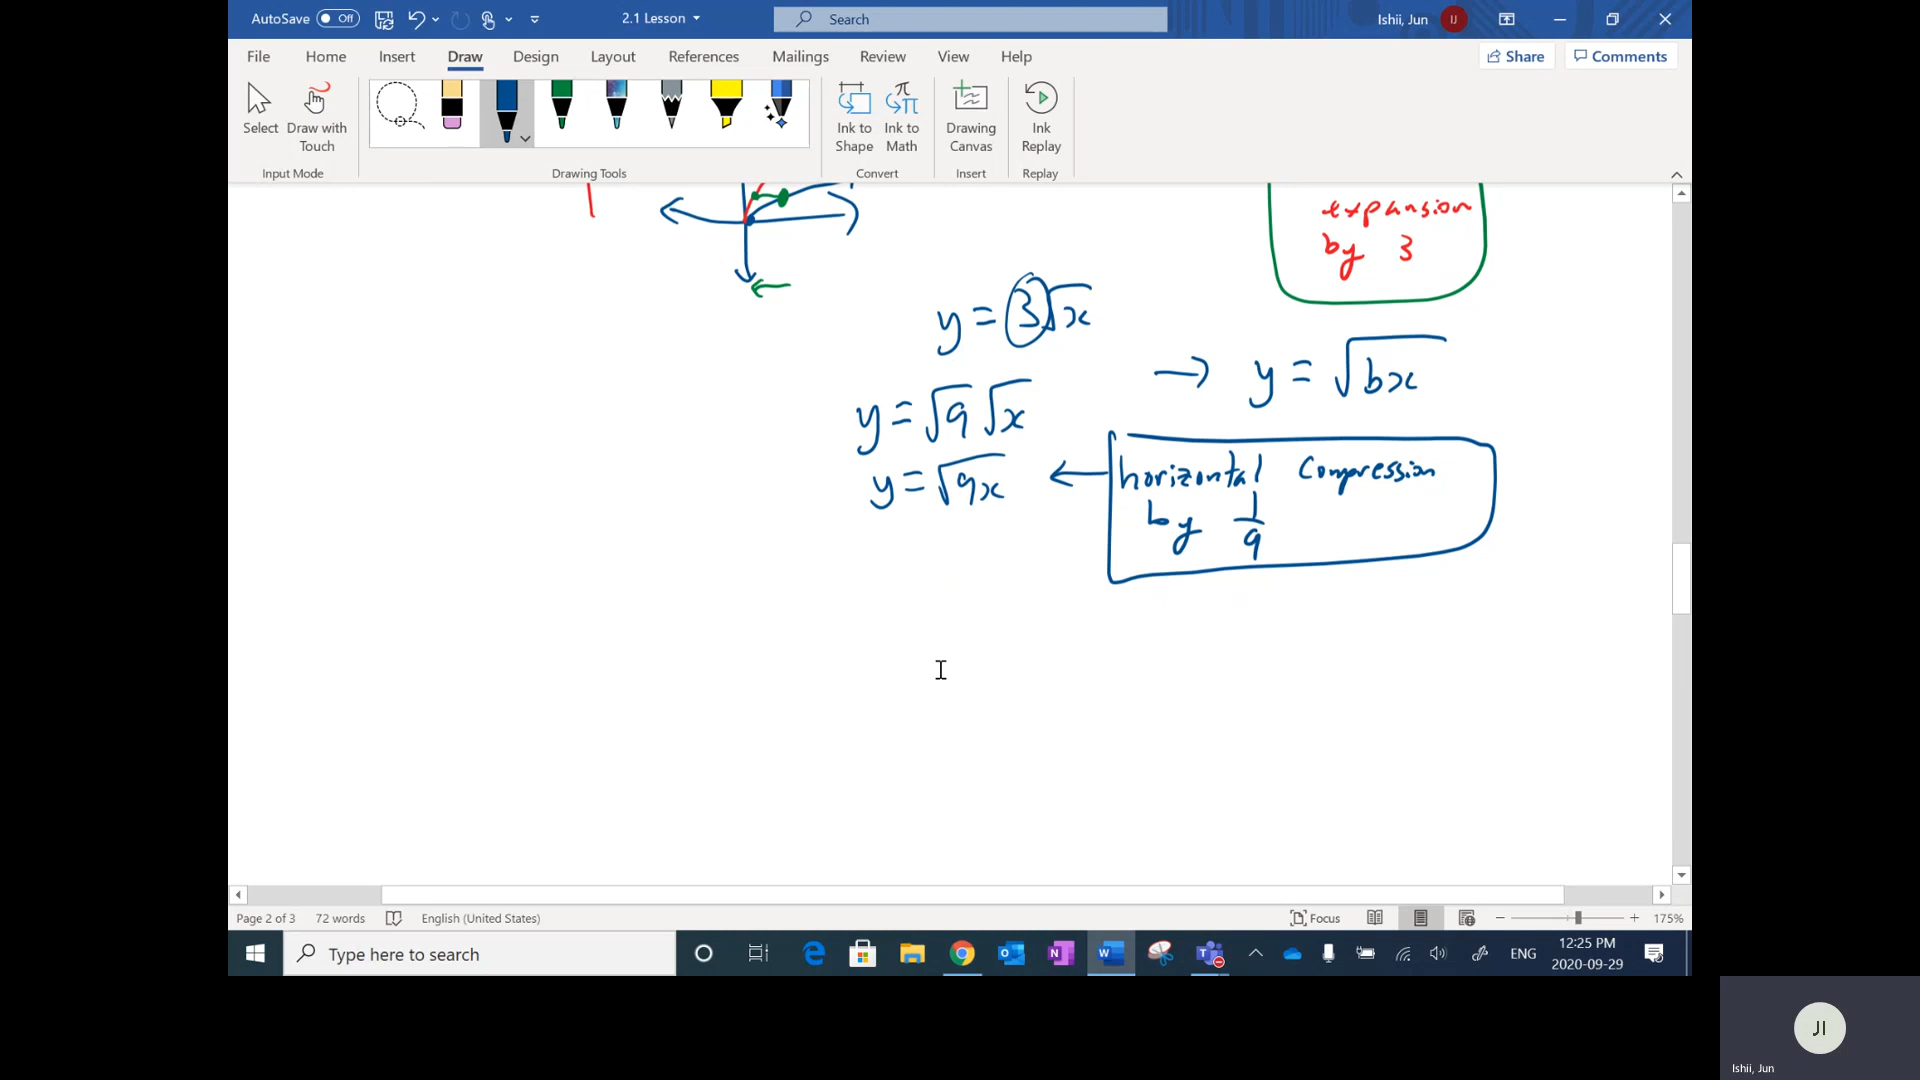 AutoSave Off 2.1 Lesson Search Ishii, Jun IJ
File Home Insert Draw Design Layout References Mailings Review View Help Share Comments
Select Draw with Touch Ink to Shape Ink to Math Drawing Canvas Ink Replay
Input Mode Drawing Tools Convert Insert Replay
expansion
by 3
y = 3√x
→ y = √bx
y = √9 √x
y = √9x ← horizontal compression
by 1/9
Page 2 of 3 72 words English (United States) Focus 175%
Type here to search ENG 12:25 PM
2020-09-29
JI
Ishii, Jun